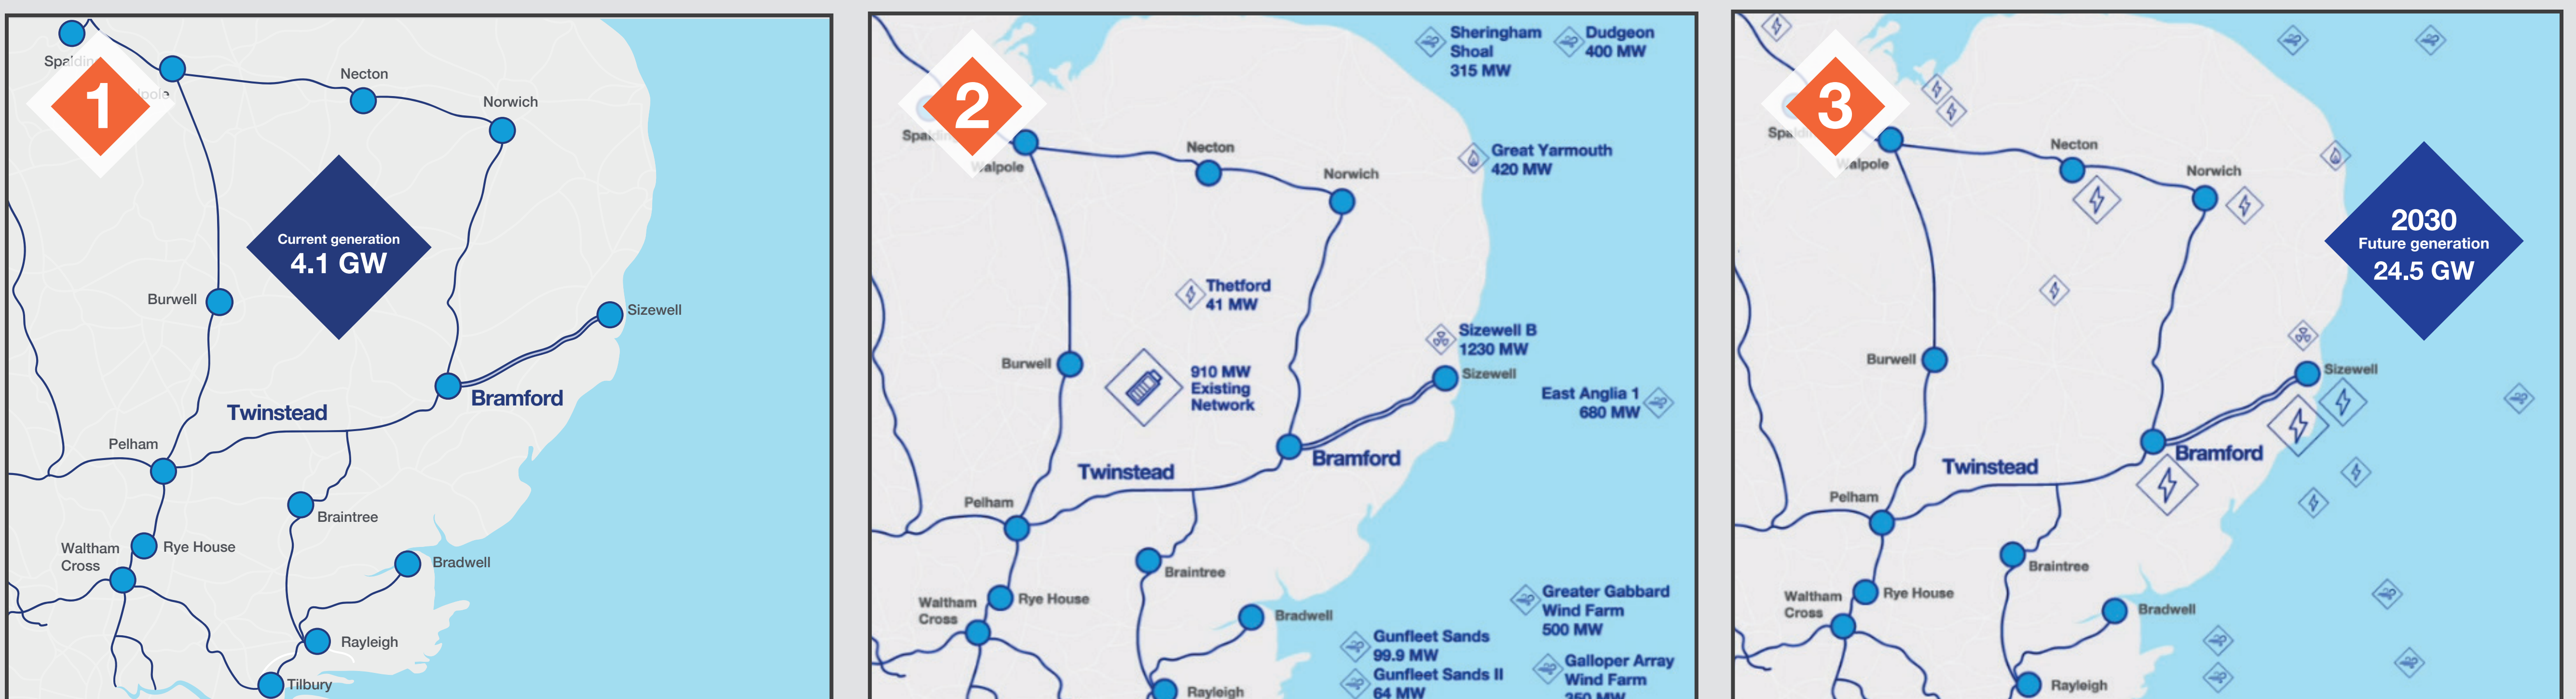 1
Necton
Norwich
Current generation
4.1 GW
Burwell
Sizewell
Bramford
Twinstead
Pelham
Braintree
Waltham
Cross
Rye House
Bradwell
Rayleigh
Tilbury
2
Sheringham
Shoal
315 MW
Dudgeon
400 MW
Walpole
Necton
Norwich
Great Yarmouth
420 MW
Thetford
41 MW
Sizewell B
1230 MW
Burwell
Sizewell
910 MW
Existing
Network
East Anglia 1
680 MW
Bramford
Twinstead
Pelham
Braintree
Waltham
Cross
Rye House
Bradwell
Greater Gabbard
Wind Farm
500 MW
Gunfleet Sands
99.9 MW
Gunfleet Sands II
64 MW
Galloper Array
Wind Farm
Rayleigh
3
Walpole
Necton
Norwich
2030
Future generation
24.5 GW
Burwell
Sizewell
Bramford
Twinstead
Pelham
Braintree
Waltham
Cross
Rye House
Bradwell
Rayleigh